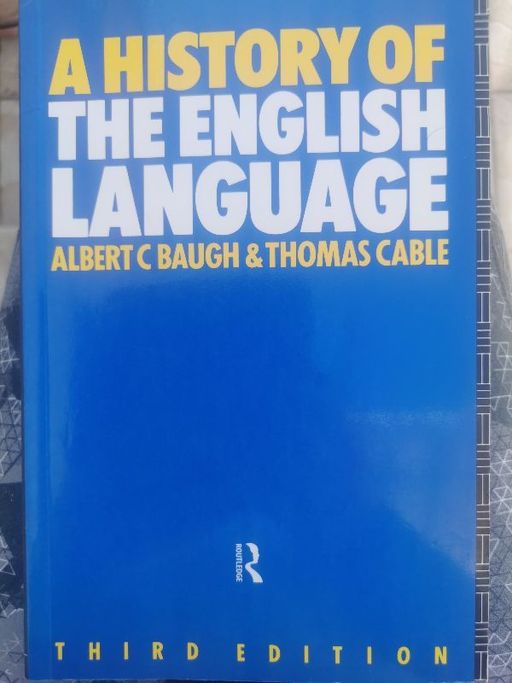 A HISTORY OF
THE ENGLISH
LANGUAGE
ALBERT C BAUGH & THOMAS CABLE
ROUTLEDGE
THIRD EDITION